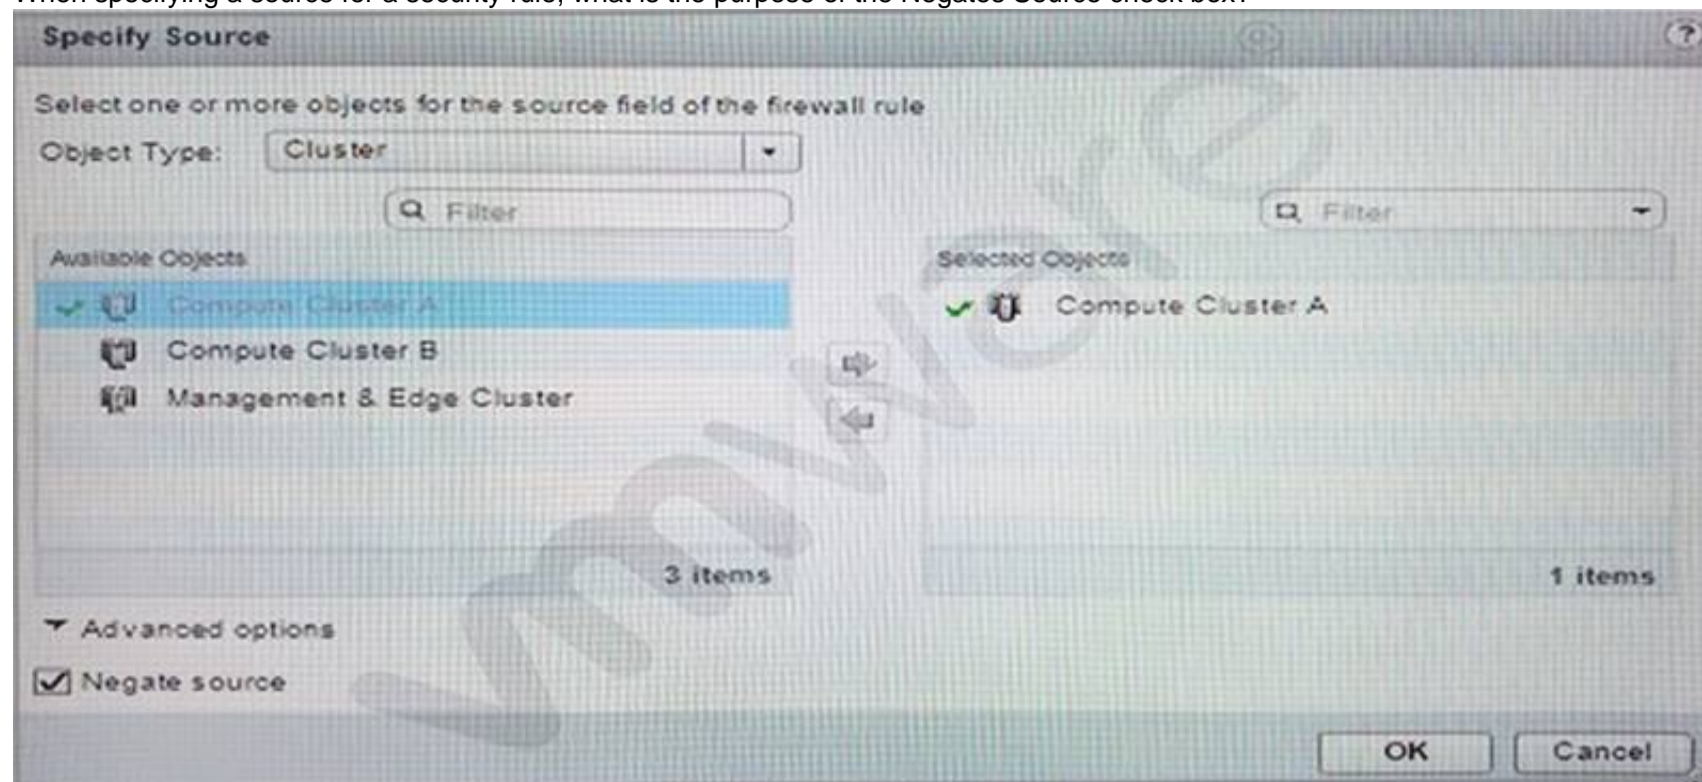 When specifying a source for a security rule, what is the purpose of the Negates Source check box?
Specify Source
?
Select one or more objects for the source field of the firewall rule
Object Type: Cluster
Filter
Filter
Available Objects
Selected Objects
Compute Cluster A
Compute Cluster A
Compute Cluster B
Management & Edge Cluster
3 items
1 items
Advanced options
Negate source
OK Cancel
vmware